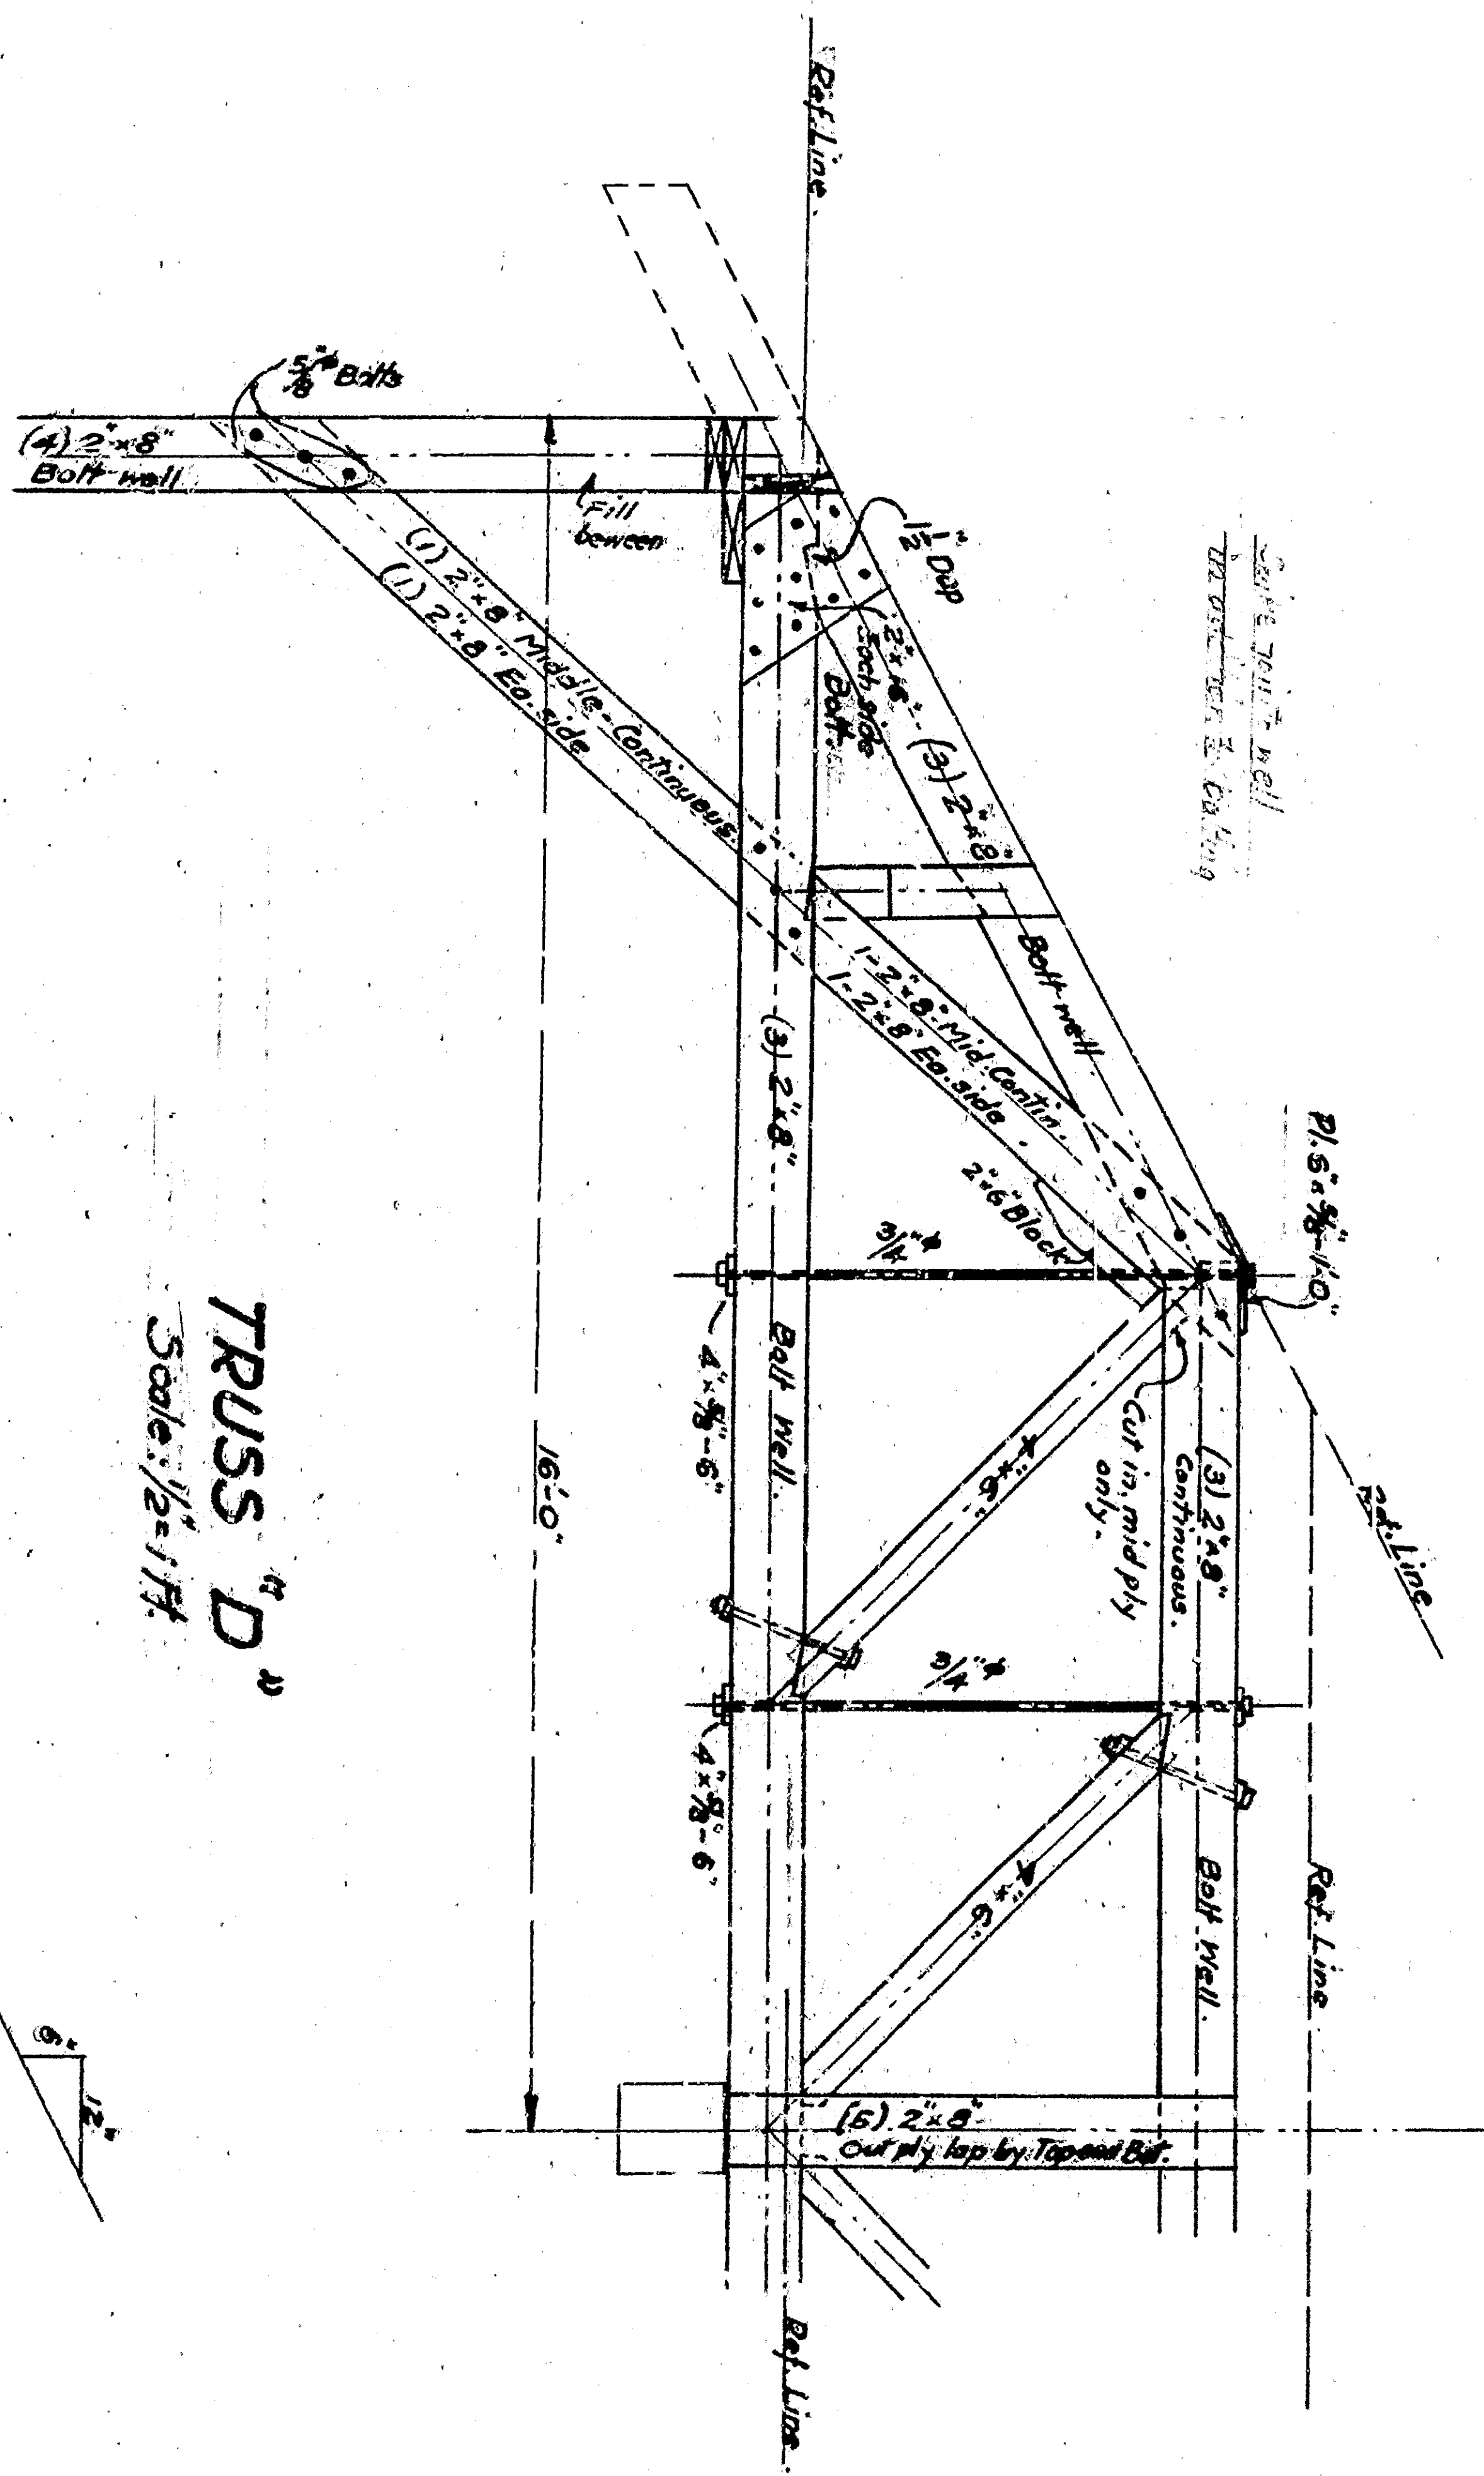 Ref. Line.
5/8"⌀ Bolts
(4) 2"x8"
Bolt well
Fill
beween
1 1/2" Dap
2"x6"
Each side
Bolt.
(3) 2"x8"
(1) 2"x8" Middle - Continuous.
(1) 2"x8" Ea. side
Bolt well.
1-2"x8" Mid. Contin.
1-2"x8" Ea. side.
2"x6" Block
(3) 2"x8"
3/4"⌀
Pl. 6"x 5/8"-1'-0"
Ref. Line
Bolt Well.
4"x 5/8"-6"
4"x6"
Cut in mid ply
only.
(3) 2"x8"
Continuous.
16'-0"
3/4"⌀
4"x 5/8"-6"
4"x6"
Bolt Well.
Ref. Line
(5) 2"x8"
Out ply lap by Top and Bot.
Ref. Line.
TRUSS "D"
Scale: 1/2"=1 ft.
6"
12"